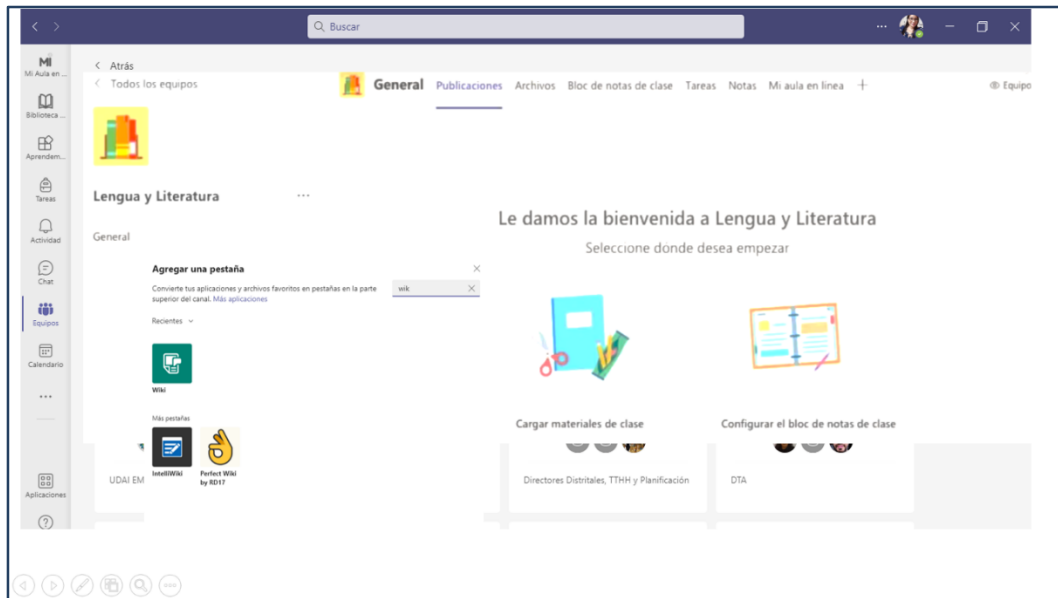 Buscar
Mi Aula en ...
Biblioteca ...
Aprendem...
Tareas
Actividad
Chat
Equipos
Calendario
Aplicaciones
Atrás
Todos los equipos
General Publicaciones Archivos Bloc de notas de clase Tareas Notas Mi aula en linea
Equipo
Lengua y Literatura
General
Agregar una pestaña
Convierte tus aplicaciones y archivos favoritos en pestañas en la parte
superior del canal. Más aplicaciones
wik
Recientes
Wiki
Más pestañas
IntelliWiki
Perfect Wiki
by RD17
Le damos la bienvenida a Lengua y Literatura
Seleccione donde desea empezar
Cargar materiales de clase
Configurar el bloc de notas de clase
UDAI EM
Directores Distritales, TTHH y Planificación
DTA